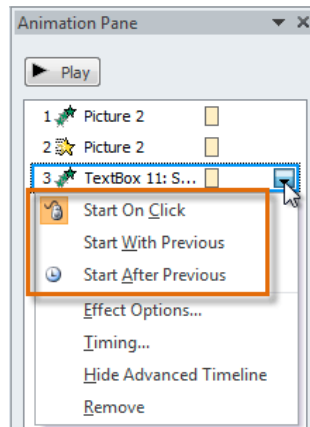 Animation Pane
Play
1 Picture 2
2 Picture 2
3 TextBox 11: S...
Start On Click
Start With Previous
Start After Previous
Effect Options...
Timing...
Hide Advanced Timeline
Remove